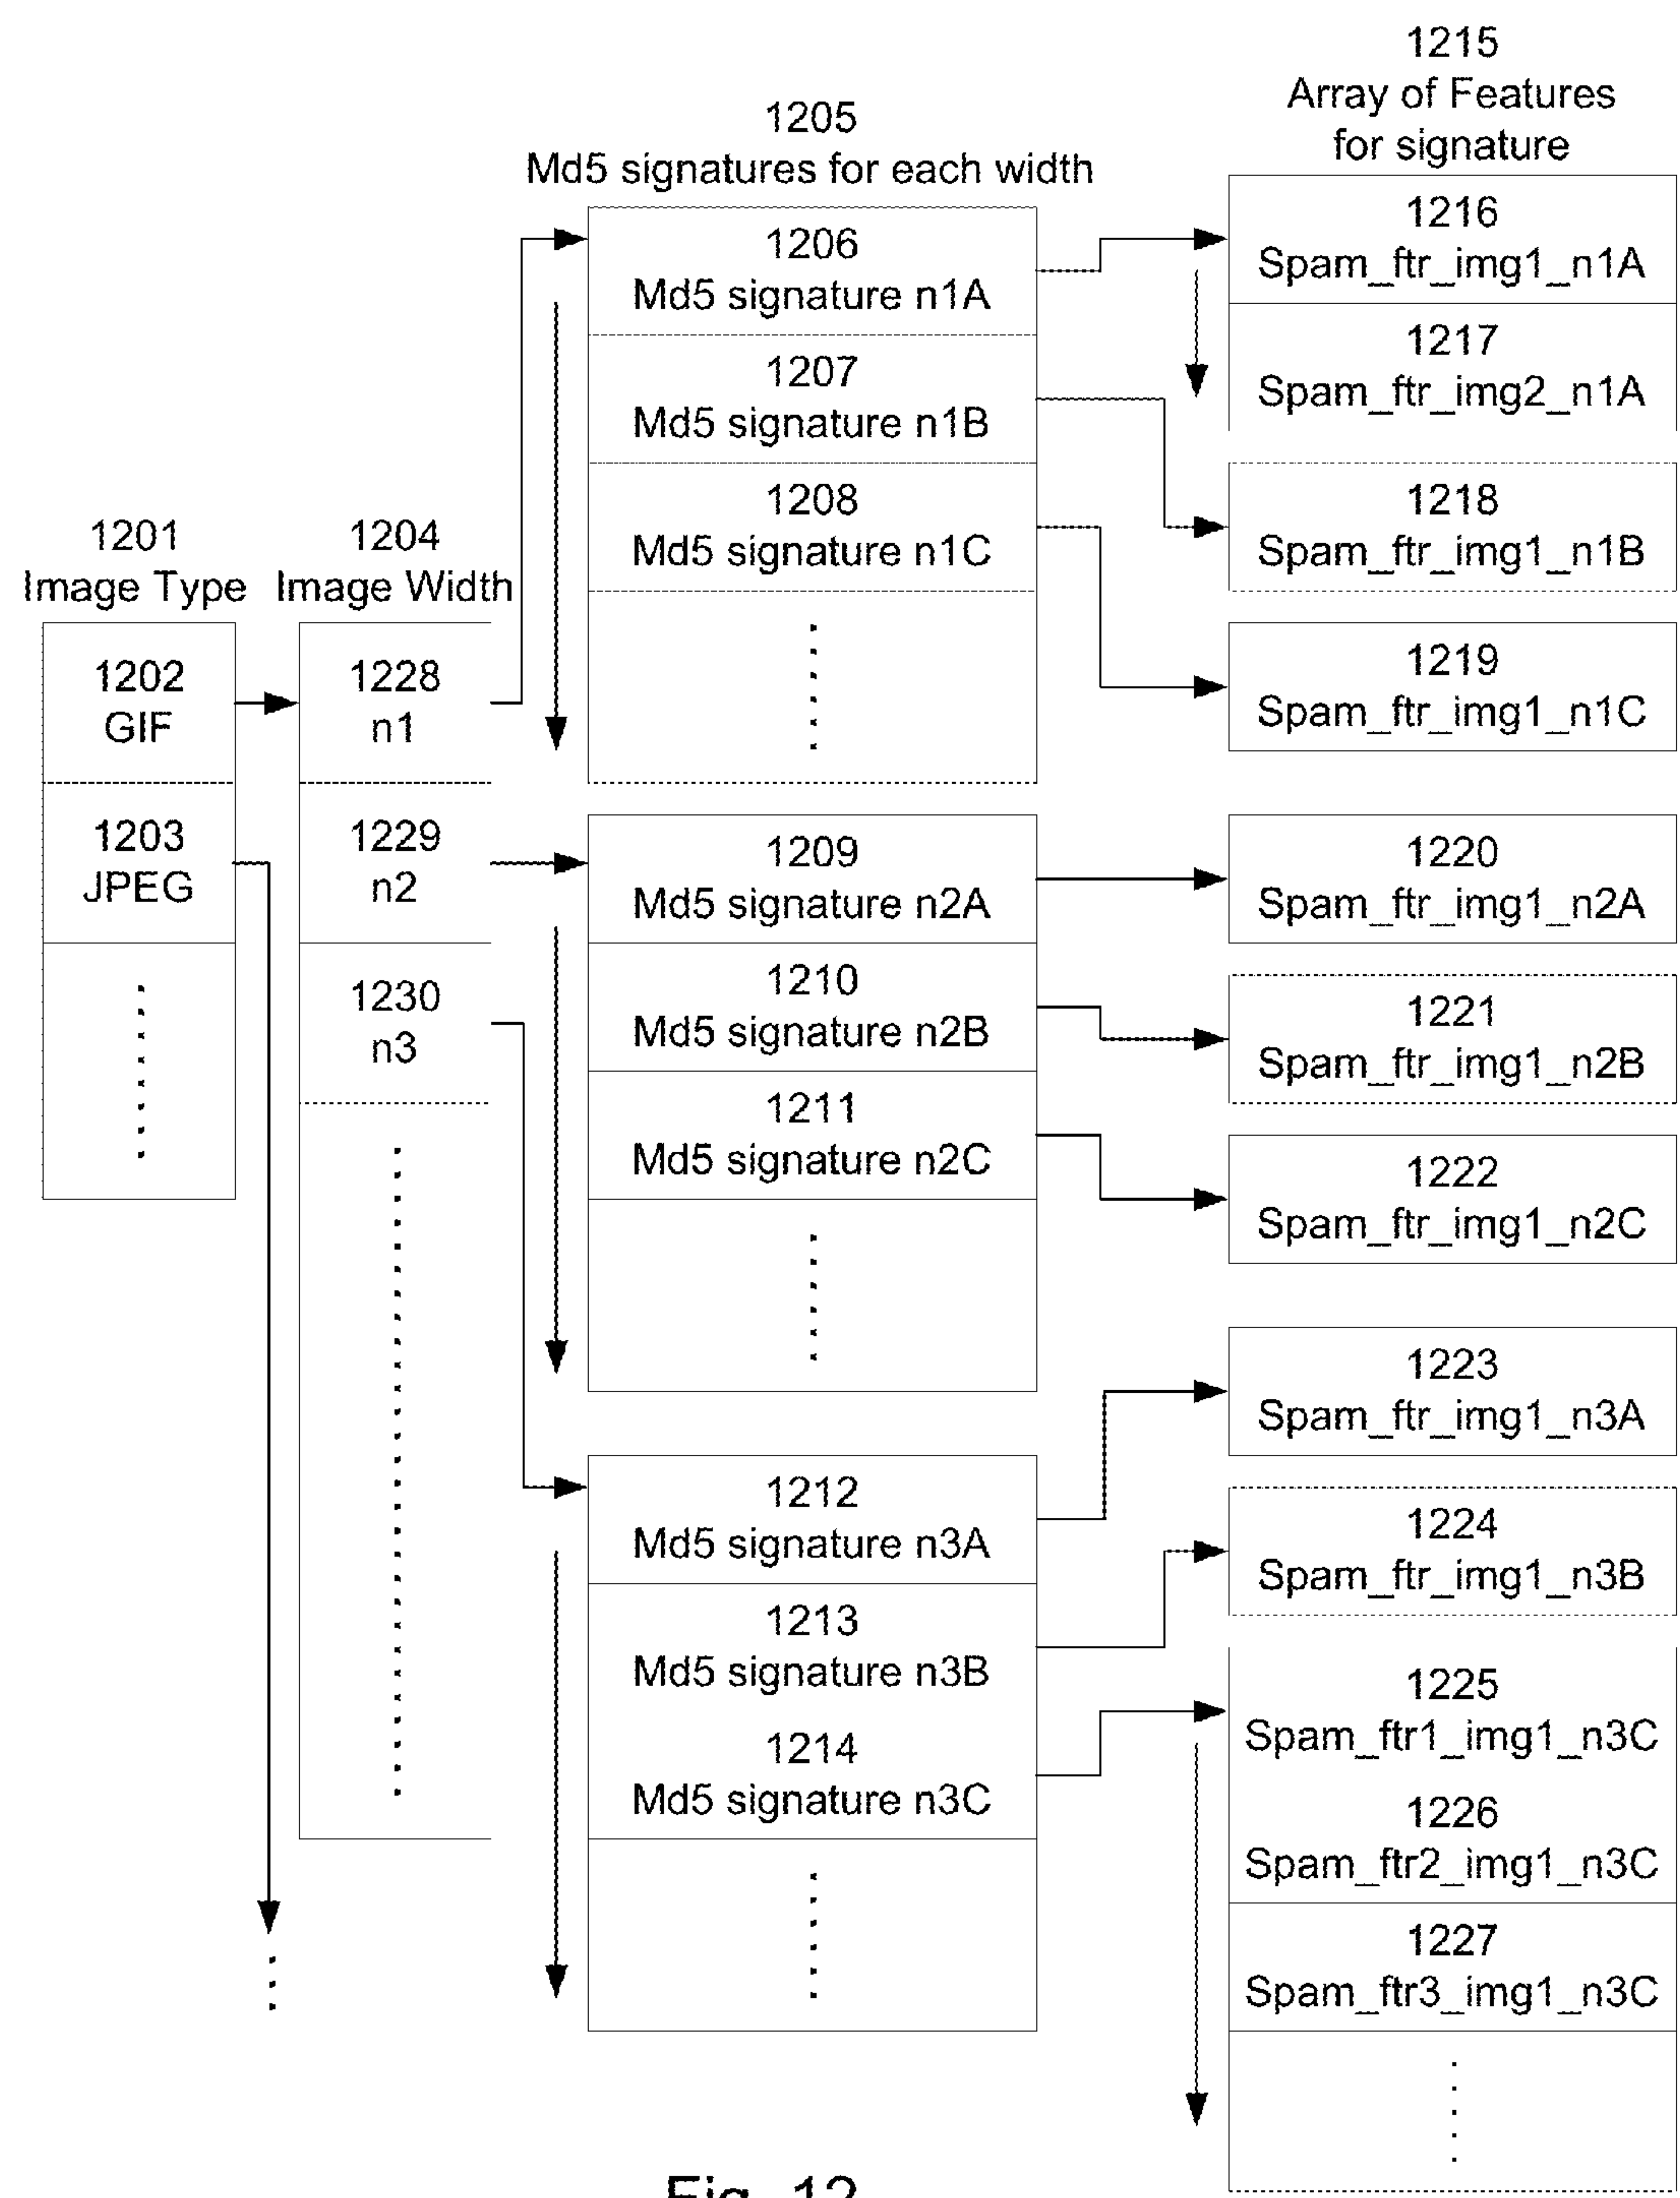 1201
Image Type
1202
GIF
1203
JPEG
1204
Image Width
1228
n1
1229
n2
1230
n3
1205
Md5 signatures for each width
1206
Md5 signature n1A
1207
Md5 signature n1B
1208
Md5 signature n1C
1209
Md5 signature n2A
1210
Md5 signature n2B
1211
Md5 signature n2C
1212
Md5 signature n3A
1213
Md5 signature n3B
1214
Md5 signature n3C
1215
Array of Features
for signature
1216
Spam_ftr_img1_n1A
1217
Spam_ftr_img2_n1A
1218
Spam_ftr_img1_n1B
1219
Spam_ftr_img1_n1C
1220
Spam_ftr_img1_n2A
1221
Spam_ftr_img1_n2B
1222
Spam_ftr_img1_n2C
1223
Spam_ftr_img1_n3A
1224
Spam_ftr_img1_n3B
1225
Spam_ftr1_img1_n3C
1226
Spam_ftr2_img1_n3C
1227
Spam_ftr3_img1_n3C
Fig. 12